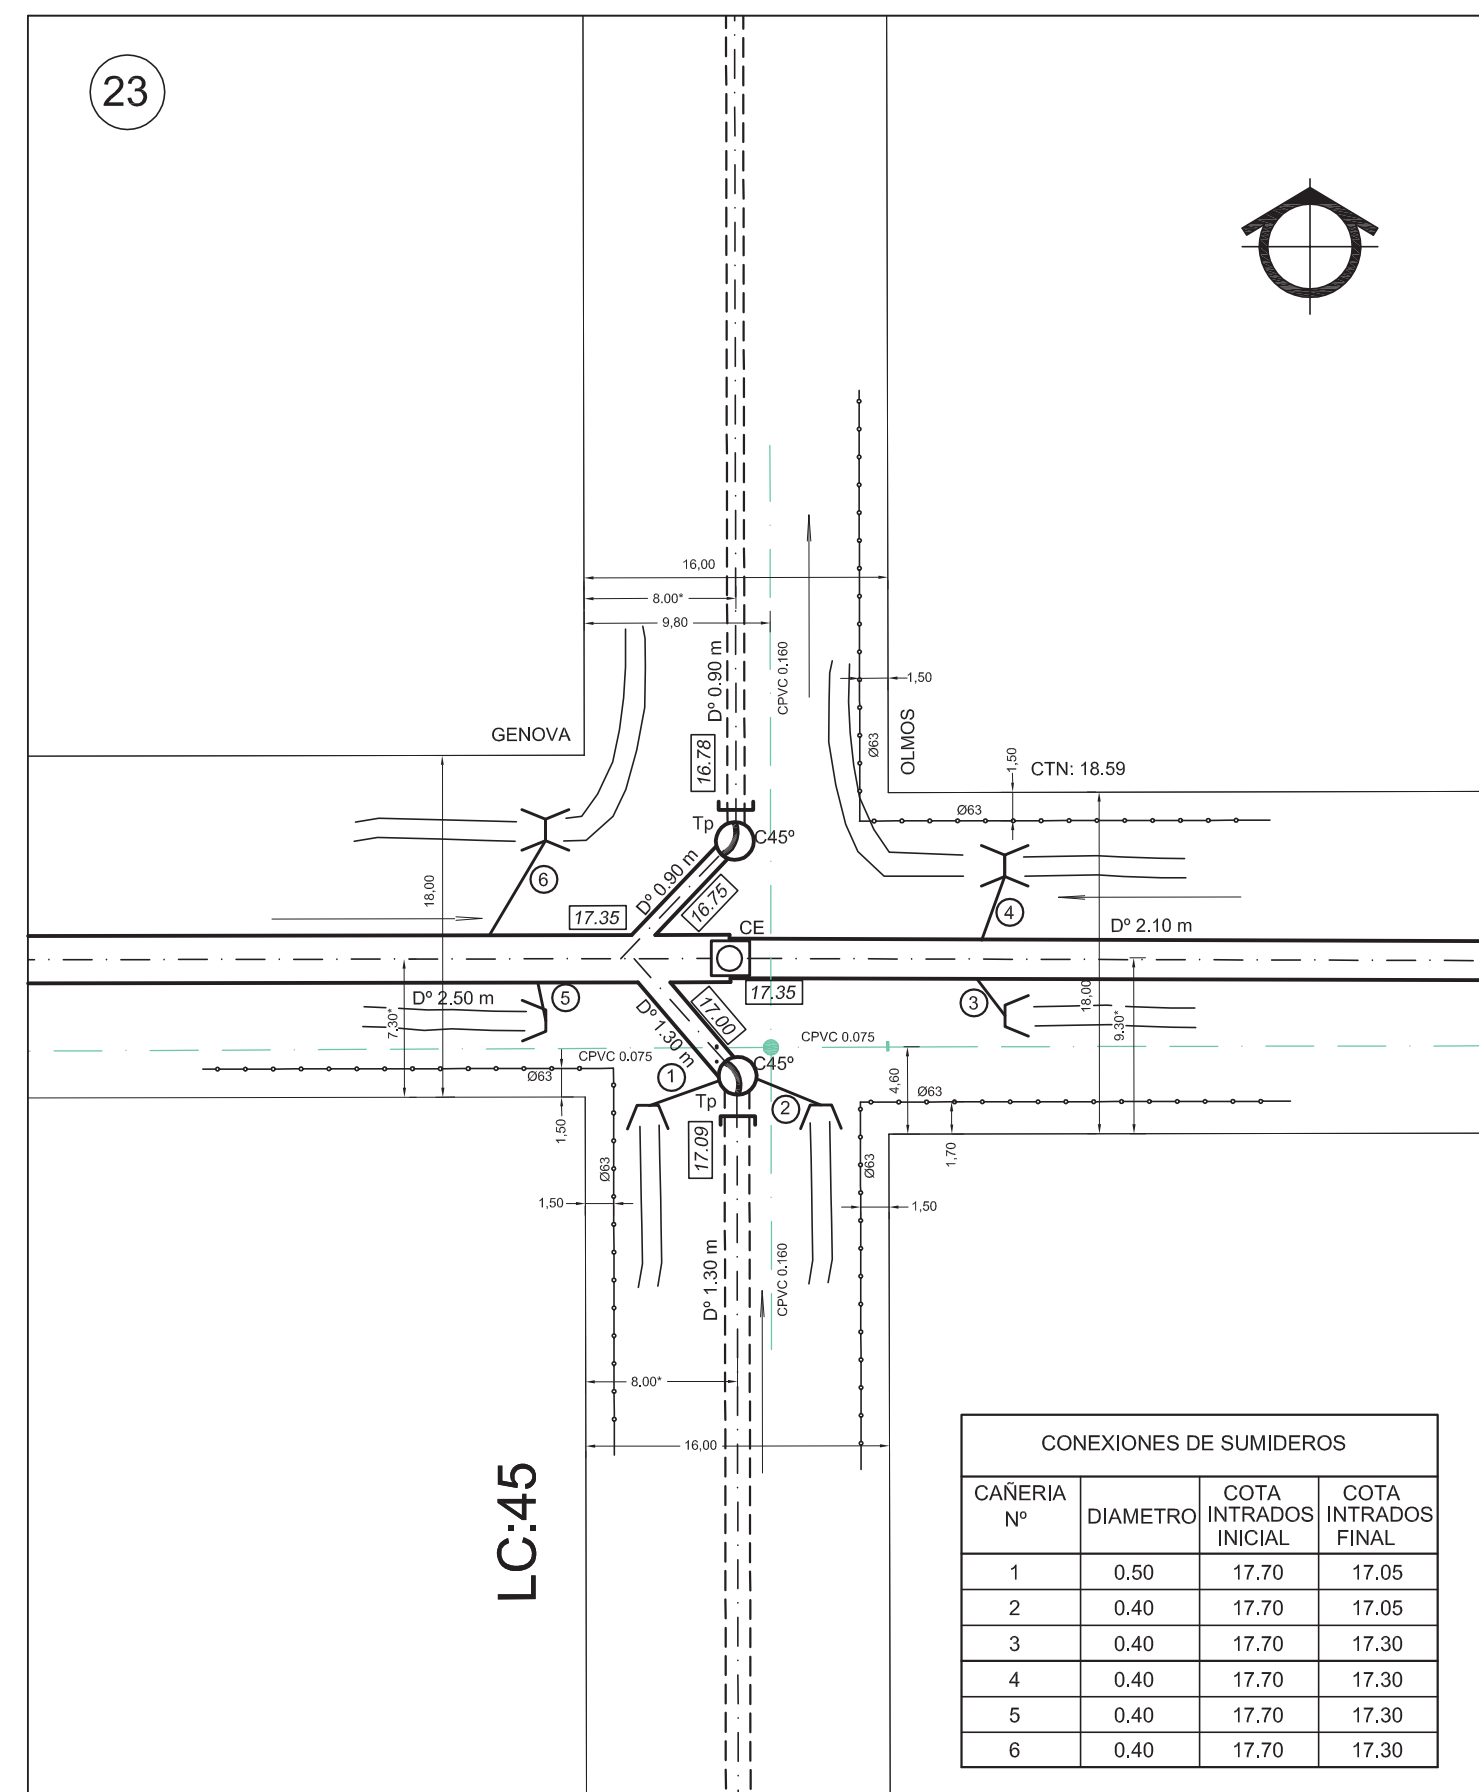 23
16,00
8.00*
9,80
Dº 0.90 m
CPVC 0.160
1,50
GENOVA
16.78
OLMOS
Ø63
1,50
CTN: 18.59
Ø63
Tp
C45º
18,00
6
Dº 0.90 m
16.75
17.35
4
CE
Dº 2.10 m
17.35
Dº 2.50 m
5
7.30*
Dº 1.30 m
17.00
3
18,00
9.30*
CPVC 0.075
CPVC 0.075
Ø63
C45º
1
2
4,60
Ø63
Tp
1,50
17.09
1,70
Ø63
Ø63
1,50
1,50
Dº 1.30 m
CPVC 0.160
8.00*
16,00
LC:45
CONEXIONES DE SUMIDEROS
CAÑERIA Nº DIAMETRO COTA INTRADOS INICIAL COTA INTRADOS FINAL
1 0.50 17.70 17.05
2 0.40 17.70 17.05
3 0.40 17.70 17.30
4 0.40 17.70 17.30
5 0.40 17.70 17.30
6 0.40 17.70 17.30